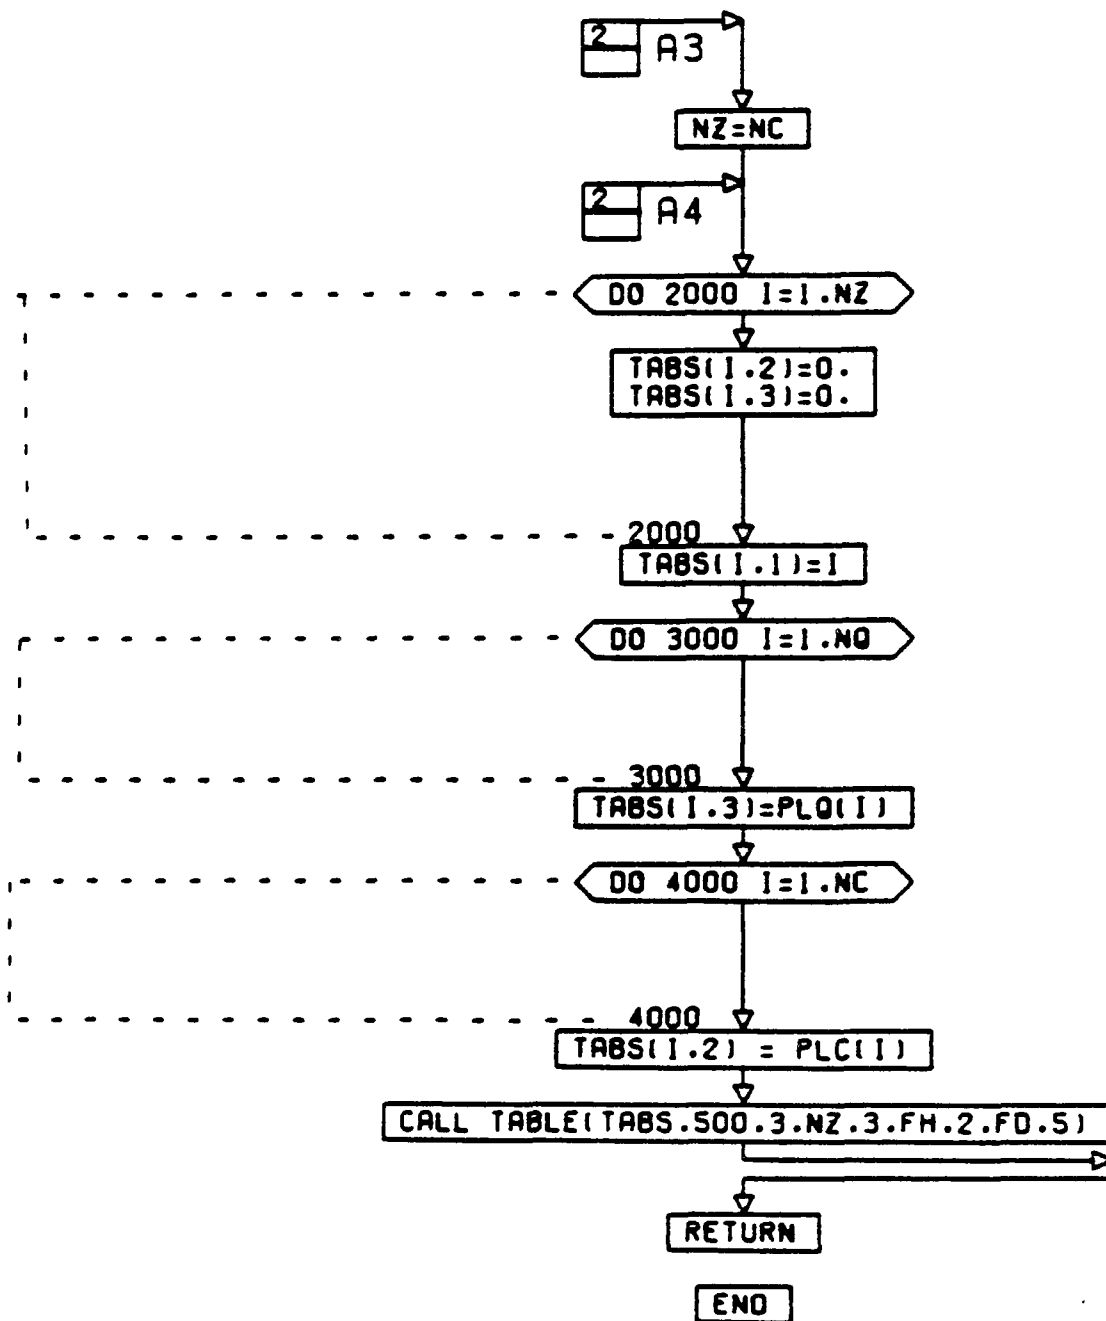 2
A3
NZ=NC
2
A4
DO 2000 I=1.NZ
TABS(I.2)=0.
TABS(I.3)=0.
2000
TABS(I.1)=I
DO 3000 I=1.NQ
3000
TABS(I.3)=PLQ(I)
DO 4000 I=1.NC
4000
TABS(I.2) = PLC(I)
CALL TABLE(TABS.500.3.NZ.3.FH.2.FD.5)
RETURN
END